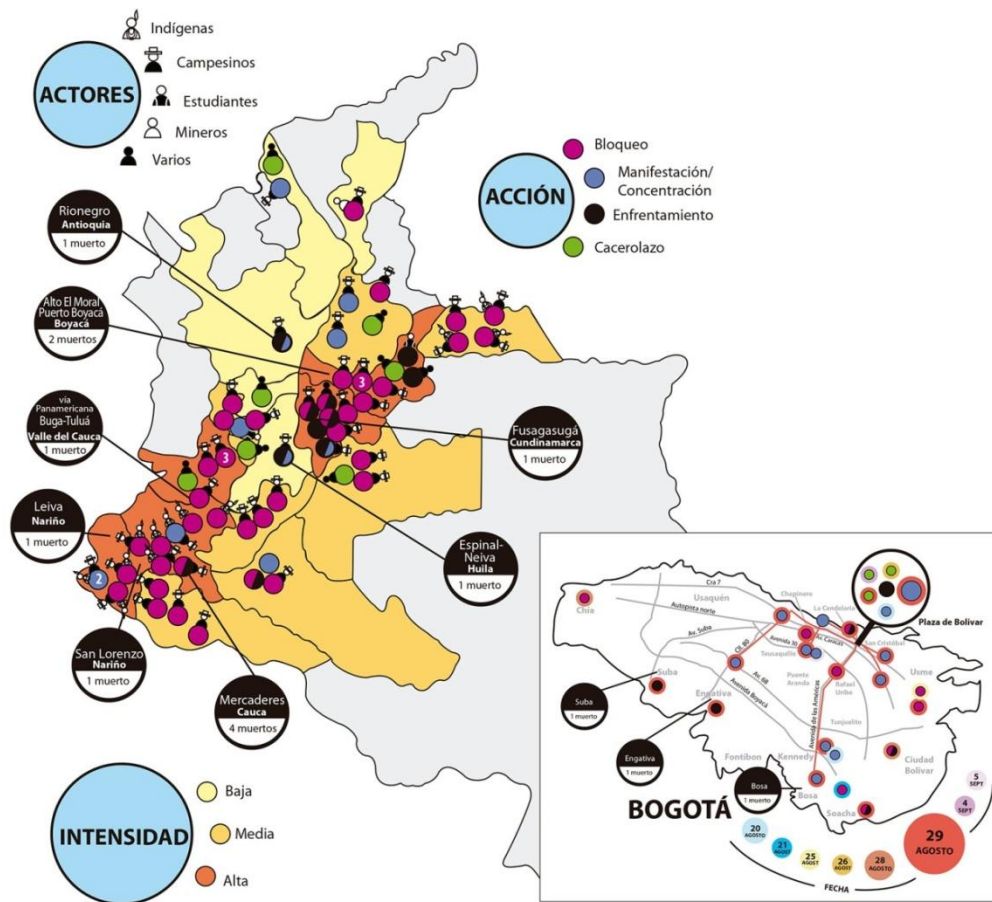 ACTORES
Indígenas
Campesinos
Estudiantes
Mineros
Varios
ACCIÓN
Bloqueo
Manifestación/
Concentración
Enfrentamiento
Cacerolazo
Rionegro
Antioquia
1 muerto
Alto El Moral
Puerto Boyacá
Boyacá
2 muertos
vía
Panamericana
Buga-Tuluá
Valle del Cauca
1 muerto
Leiva
Nariño
1 muerto
San Lorenzo
Nariño
1 muerto
Mercaderes
Cauca
4 muertos
Espinal-
Neiva
Huila
1 muerto
Fusagasugá
Cundinamarca
1 muerto
3
3
2
INTENSIDAD
Baja
Media
Alta
BOGOTÁ
Chía
Cra 7
Usaquén
Autopista norte
Chapinero
La Candelaria
Plaza de Bolívar
Av. Suba
Cll. 80
Avenida 30
Av. Caracas
San Cristóbal
Teusaquillo
Suba
Av. 68
Puente
Aranda
Rafael
Uribe
Usme
Engativa
Avenida Boyacá
Avenida de las Américas
Tunjuelito
Fontibon
Kennedy
Ciudad
Bolívar
Bosa
Soacha
Suba
1 muerto
Engativa
1 muerto
Bosa
1 muerto
20
AGOSTO
21
AGOST
25
AGOST
26
AGOST
28
AGOSTO
29
AGOSTO
4
SEPT
5
SEPT
FECHA